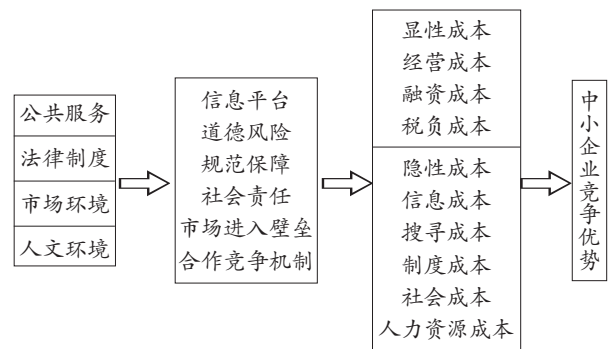 公共服务
法律制度
市场环境
人文环境
信息平台
道德风险
规范保障
社会责任
市场进入壁垒
合作竞争机制
显性成本
经营成本
融资成本
税负成本
隐性成本
信息成本
搜寻成本
制度成本
社会成本
人力资源成本
中小企业竞争优势